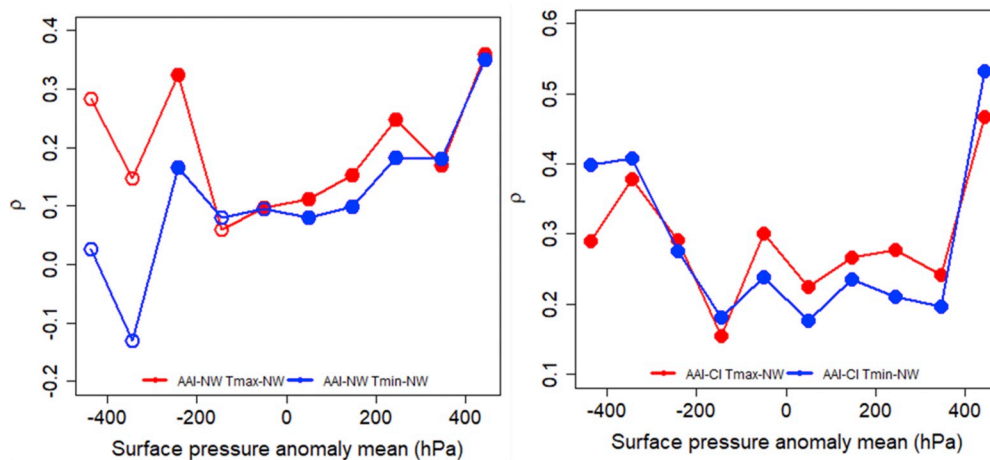 0.4
0.3
0.2
0.1
0.0
-0.1
-0.2
ρ
AAI-NW Tmax-NW AAI-NW Tmin-NW
-400 -200 0 200 400
Surface pressure anomaly mean (hPa)
0.6
0.5
0.4
0.3
0.2
0.1
ρ
AAI-CI Tmax-NW AAI-CI Tmin-NW
-400 -200 0 200 400
Surface pressure anomaly mean (hPa)